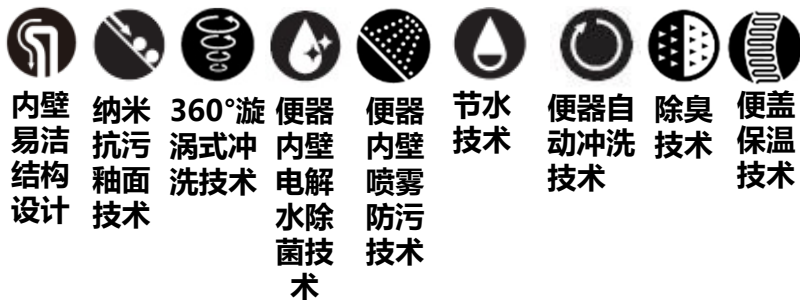 内壁
易洁
结构
设计
纳米
抗污
釉面
技术
360°漩
涡式冲
洗技术
便器
内壁
电解
水除
菌技
术
便器
内壁
喷雾
防污
技术
节水
技术
便器自
动冲洗
技术
除臭
技术
便盖
保温
技术